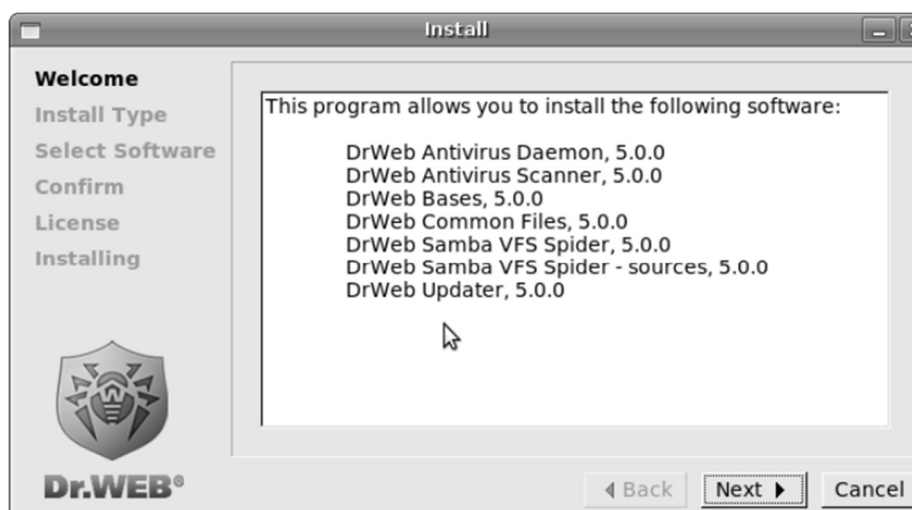 Install
Welcome
Install Type
Select Software
Confirm
License
Installing
This program allows you to install the following software:
DrWeb Antivirus Daemon, 5.0.0
DrWeb Antivirus Scanner, 5.0.0
DrWeb Bases, 5.0.0
DrWeb Common Files, 5.0.0
DrWeb Samba VFS Spider, 5.0.0
DrWeb Samba VFS Spider - sources, 5.0.0
DrWeb Updater, 5.0.0
Dr.WEB®
Back
Next
Cancel